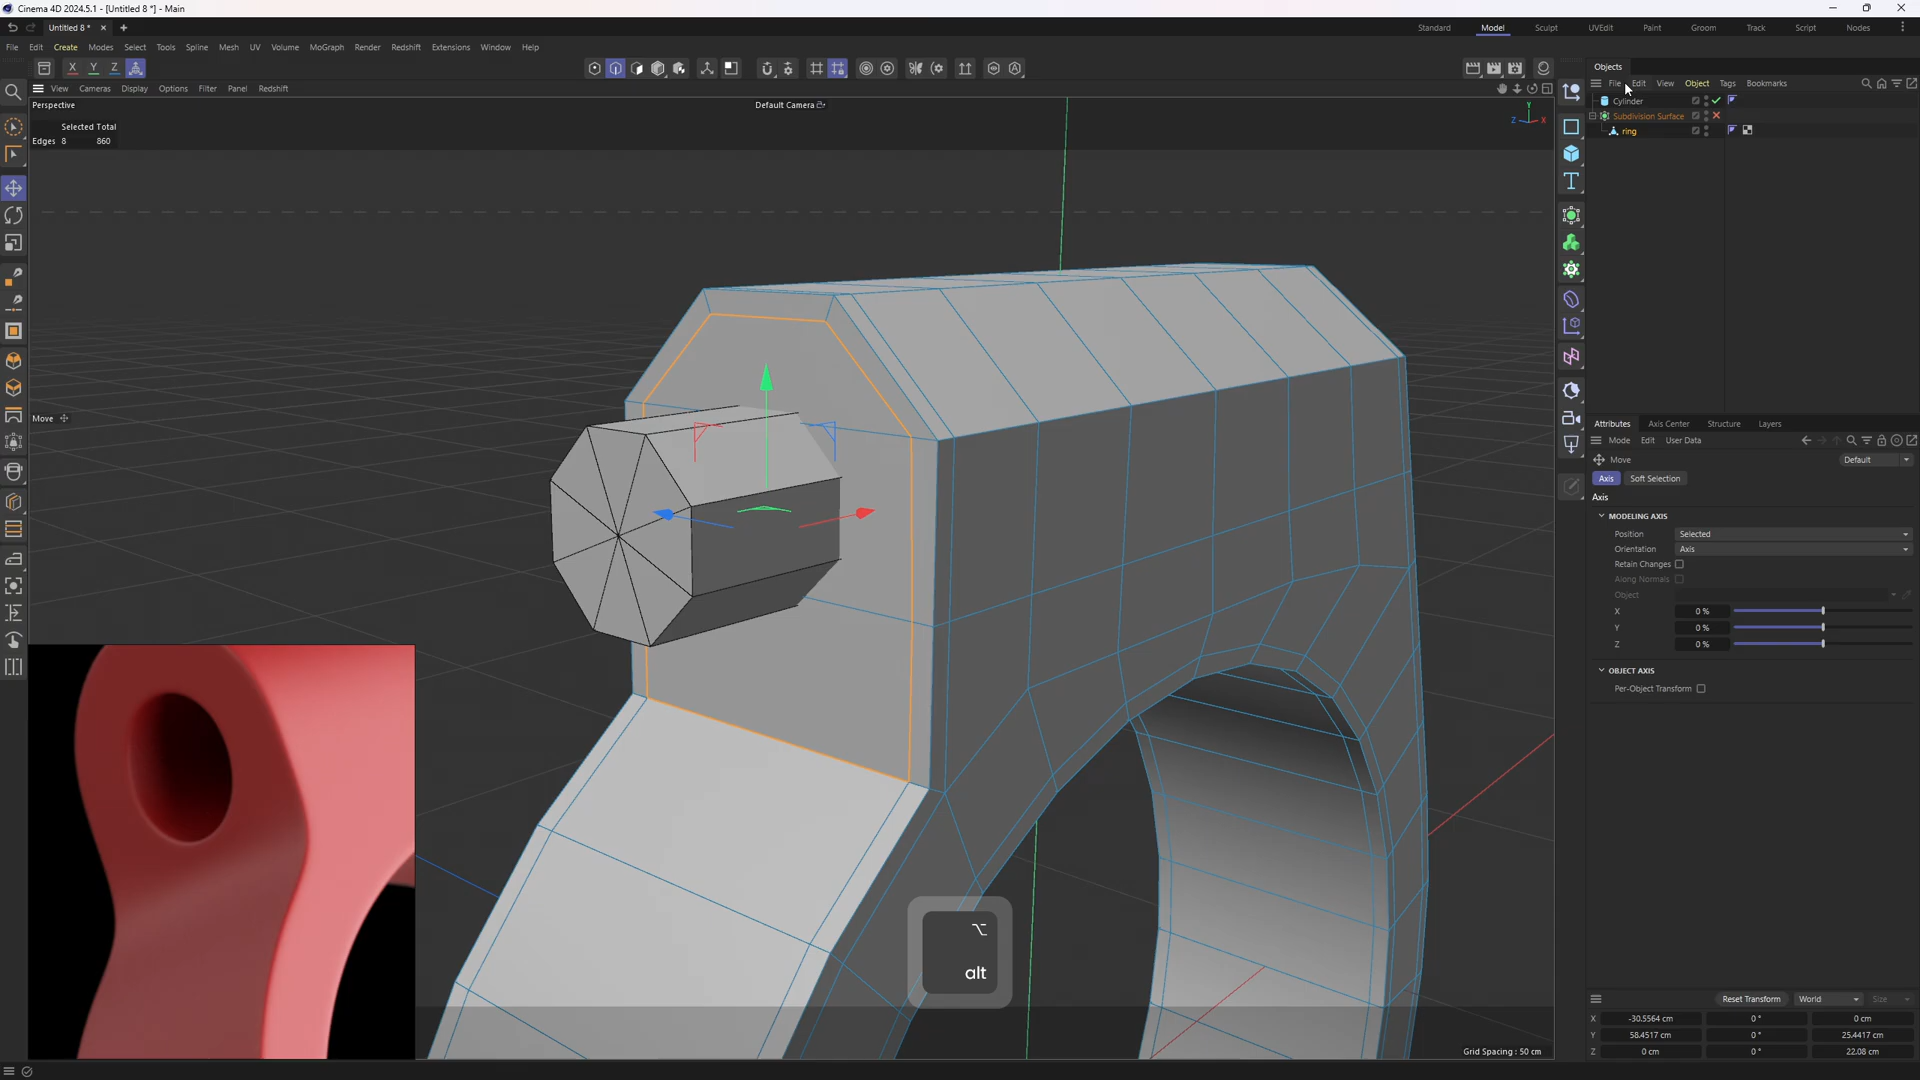 Cinema 4D 2024.5.1 - [Untitled 8 *] - Main
Untitled 8 *
Standard Model Sculpt UVEdit Paint Groom Track Script Nodes
File Edit Create Modes Select Tools Spline Mesh UV Volume MoGraph Render Redshift Extensions Window Help
X Y Z
Objects
View Cameras Display Options Filter Panel Redshift
File Edit View Object Tags Bookmarks
Perspective
Default Camera
Y
Z X
Cylinder
Subdivision Surface
ring
Selected Total
Edges 8 860
Move
Attributes Axis Center Structure Layers
Mode Edit User Data
Move
Default
Axis Soft Selection
Axis
MODELING AXIS
Position Selected
Orientation Axis
Retain Changes
Along Normals
Object
X 0 %
Y 0 %
Z 0 %
OBJECT AXIS
Per-Object Transform
alt
Reset Transform World Size
X -30.5564 cm 0 ° 0 cm
Y 58.4517 cm 0 ° 25.4417 cm
Z 0 cm 0 ° 22.08 cm
Grid Spacing : 50 cm